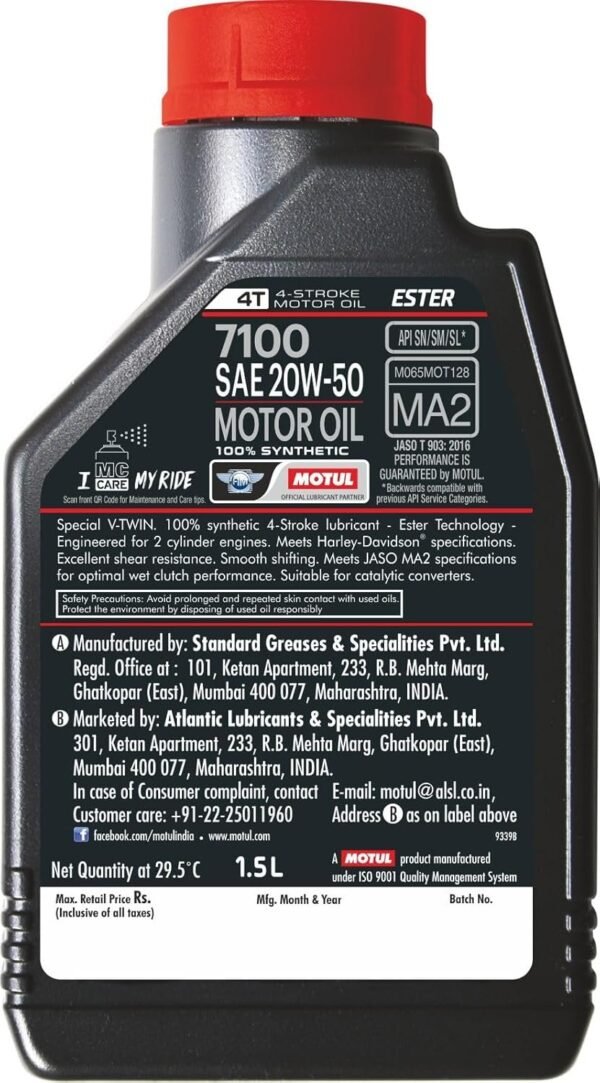 4T 4-STROKE MOTOR OIL ESTER
7100
SAE 20W-50
MOTOR OIL
100% SYNTHETIC
API SN/SM/SL*
M065MOT128
MA2
JASO T 903: 2016
PERFORMANCE IS
GUARANTEED by MOTUL.
*Backwards compatible with
previous API Service Categories.
FIM
MOTUL
OFFICIAL LUBRICANT PARTNER
I MC CARE MY RIDE
Scan front QR Code for Maintenance and Care tips.
Special V-TWIN. 100% synthetic 4-Stroke lubricant - Ester Technology -
Engineered for 2 cylinder engines. Meets Harley-Davidson® specifications.
Excellent shear resistance. Smooth shifting. Meets JASO MA2 specifications
for optimal wet clutch performance. Suitable for catalytic converters.
Safety Precautions: Avoid prolonged and repeated skin contact with used oils.
Protect the environment by disposing of used oil responsibly
A Manufactured by: Standard Greases & Specialities Pvt. Ltd.
Regd. Office at : 101, Ketan Apartment, 233, R.B. Mehta Marg,
Ghatkopar (East), Mumbai 400 077, Maharashtra, INDIA.
B Marketed by: Atlantic Lubricants & Specialities Pvt. Ltd.
301, Ketan Apartment, 233, R.B. Mehta Marg, Ghatkopar (East),
Mumbai 400 077, Maharashtra, INDIA.
In case of Consumer complaint, contact E-mail: motul@alsl.co.in,
Customer care: +91-22-25011960 Address B as on label above
f facebook.com/motulindia • www.motul.com 9339B
Net Quantity at 29.5°C 1.5 L
A MOTUL product manufactured
under ISO 9001 Quality Management System
Max. Retail Price Rs. Mfg. Month & Year Batch No.
(Inclusive of all taxes)